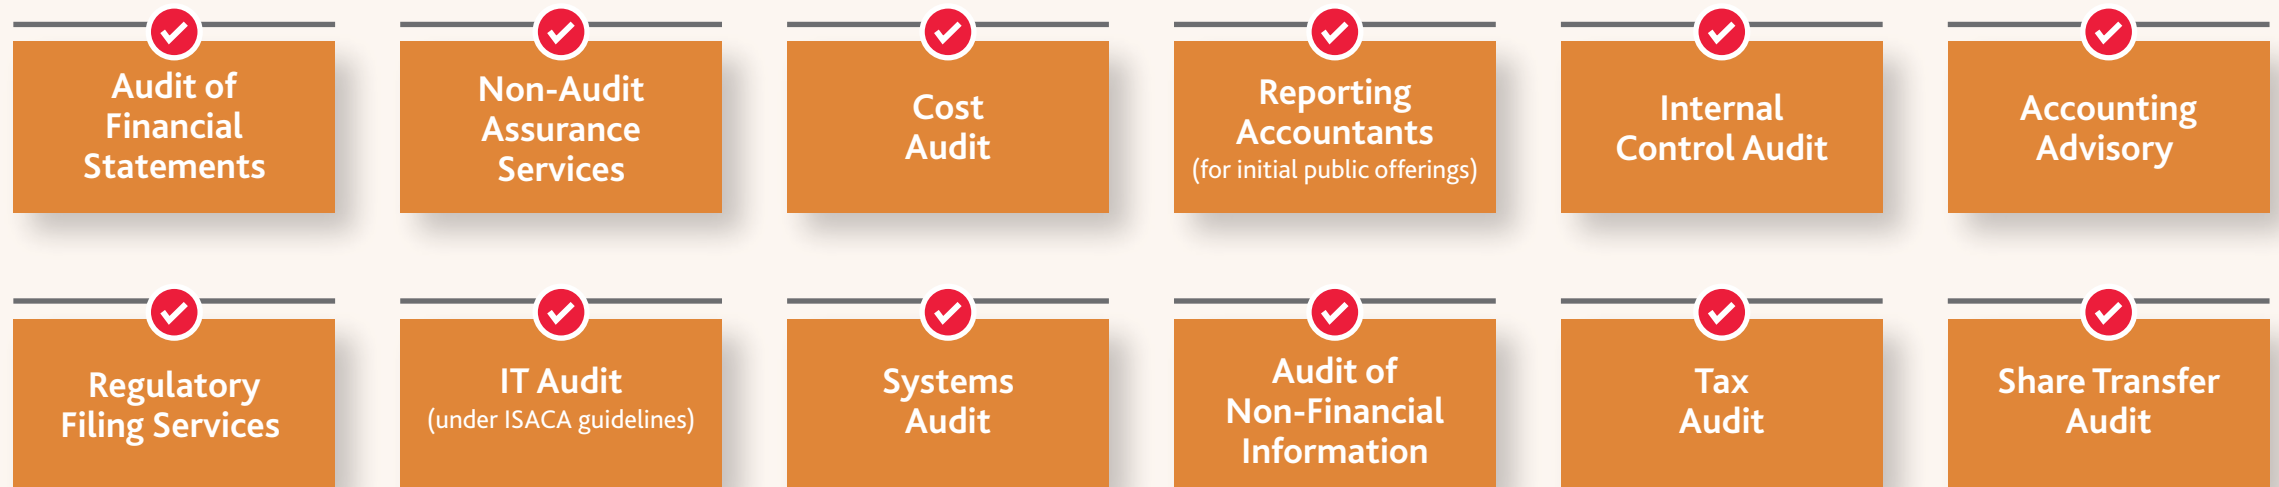 Audit of
Financial
Statements
Non-Audit
Assurance
Services
Cost
Audit
Reporting
Accountants
(for initial public offerings)
Internal
Control Audit
Accounting
Advisory
Regulatory
Filing Services
IT Audit
(under ISACA guidelines)
Systems
Audit
Audit of
Non-Financial
Information
Tax
Audit
Share Transfer
Audit